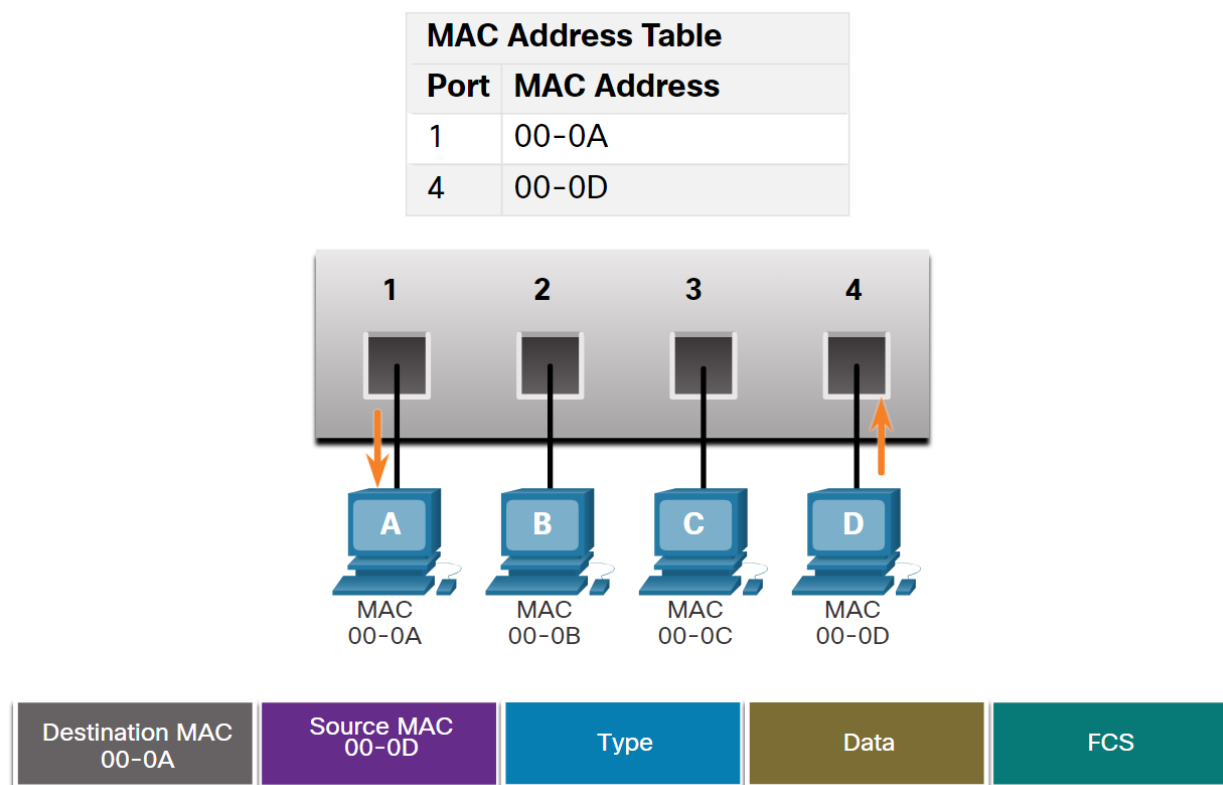 MAC Address Table
Port MAC Address
1 00-0A
4 00-0D
1 2 3 4
A B C D
MAC MAC MAC MAC
00-0A 00-0B 00-0C 00-0D
Destination MAC
00-0A
Source MAC
00-0D
Type
Data
FCS